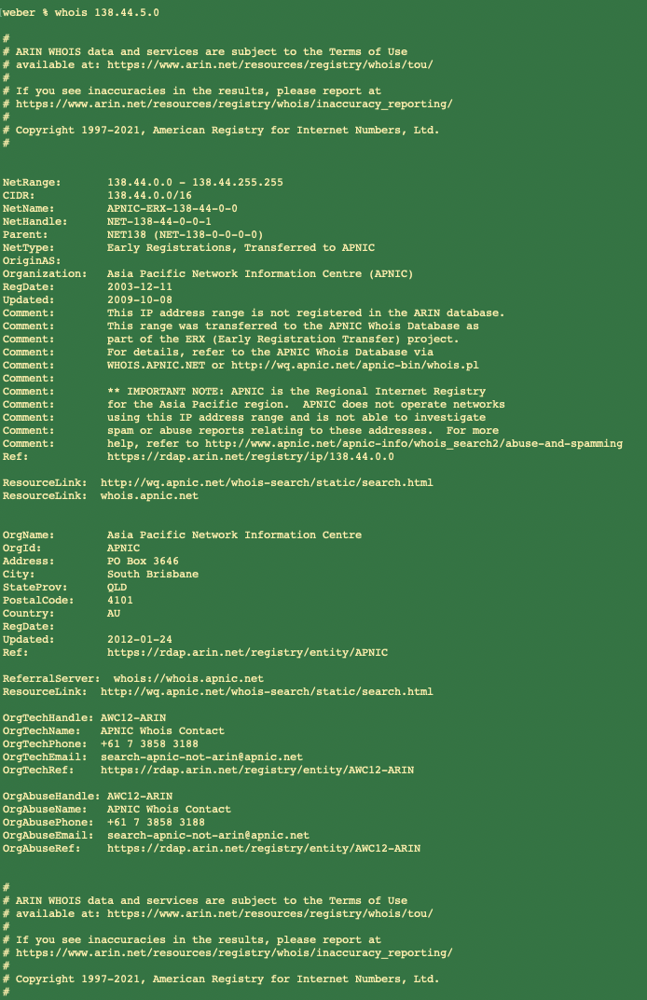 weber % whois 138.44.5.0
#
# ARIN WHOIS data and services are subject to the Terms of Use
# available at: https://www.arin.net/resources/registry/whois/tou/
#
# If you see inaccuracies in the results, please report at
# https://www.arin.net/resources/registry/whois/inaccuracy_reporting/
#
# Copyright 1997-2021, American Registry for Internet Numbers, Ltd.
#
NetRange:       138.44.0.0 - 138.44.255.255
CIDR:           138.44.0.0/16
NetName:        APNIC-ERX-138-44-0-0
NetHandle:      NET-138-44-0-0-1
Parent:         NET138 (NET-138-0-0-0-0)
NetType:        Early Registrations, Transferred to APNIC
OriginAS:
Organization:   Asia Pacific Network Information Centre (APNIC)
RegDate:        2003-12-11
Updated:        2009-10-08
Comment:        This IP address range is not registered in the ARIN database.
Comment:        This range was transferred to the APNIC Whois Database as
Comment:        part of the ERX (Early Registration Transfer) project.
Comment:        For details, refer to the APNIC Whois Database via
Comment:        WHOIS.APNIC.NET or http://wq.apnic.net/apnic-bin/whois.pl
Comment:
Comment:        ** IMPORTANT NOTE: APNIC is the Regional Internet Registry
Comment:        for the Asia Pacific region.  APNIC does not operate networks
Comment:        using this IP address range and is not able to investigate
Comment:        spam or abuse reports relating to these addresses.  For more
Comment:        help, refer to http://www.apnic.net/apnic-info/whois_search2/abuse-and-spamming
Ref:            https://rdap.arin.net/registry/ip/138.44.0.0
ResourceLink:  http://wq.apnic.net/whois-search/static/search.html
ResourceLink:  whois.apnic.net
OrgName:        Asia Pacific Network Information Centre
OrgId:          APNIC
Address:        PO Box 3646
City:           South Brisbane
StateProv:      QLD
PostalCode:     4101
Country:        AU
RegDate:
Updated:        2012-01-24
Ref:            https://rdap.arin.net/registry/entity/APNIC
ReferralServer:  whois://whois.apnic.net
ResourceLink:  http://wq.apnic.net/whois-search/static/search.html
OrgTechHandle: AWC12-ARIN
OrgTechName:   APNIC Whois Contact
OrgTechPhone:  +61 7 3858 3188
OrgTechEmail:  search-apnic-not-arin@apnic.net
OrgTechRef:    https://rdap.arin.net/registry/entity/AWC12-ARIN
OrgAbuseHandle: AWC12-ARIN
OrgAbuseName:   APNIC Whois Contact
OrgAbusePhone:  +61 7 3858 3188
OrgAbuseEmail:  search-apnic-not-arin@apnic.net
OrgAbuseRef:    https://rdap.arin.net/registry/entity/AWC12-ARIN
#
# ARIN WHOIS data and services are subject to the Terms of Use
# available at: https://www.arin.net/resources/registry/whois/tou/
#
# If you see inaccuracies in the results, please report at
# https://www.arin.net/resources/registry/whois/inaccuracy_reporting/
#
# Copyright 1997-2021, American Registry for Internet Numbers, Ltd.
#